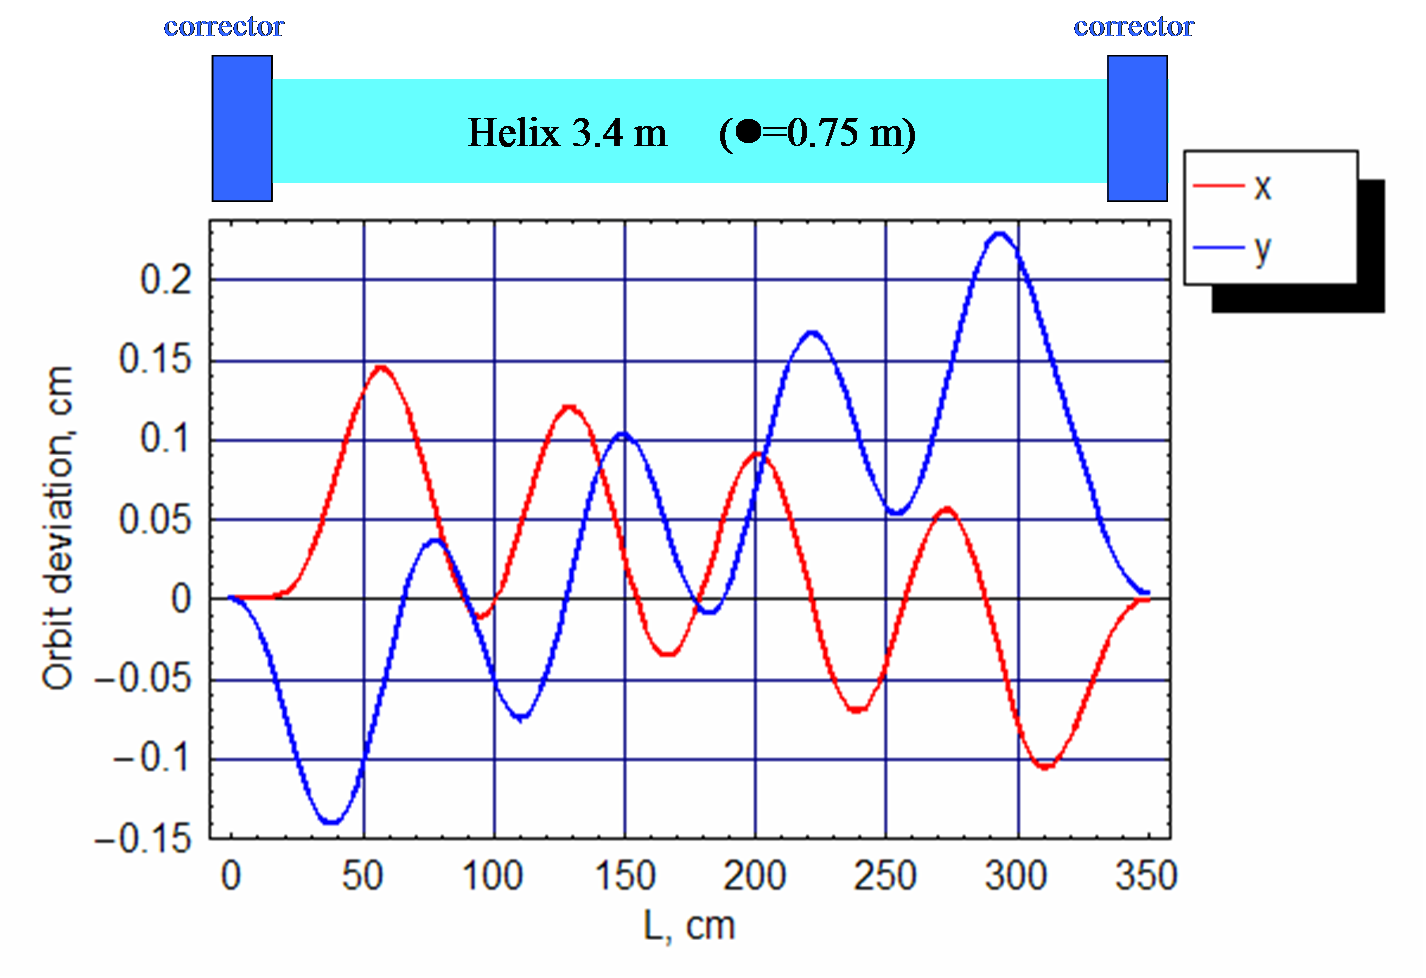 corrector corrector
Helix 3.4 m (●=0.75 m)
x
y
0.2
0.15
0.1
0.05
0
−0.05
−0.1
−0.15
Orbit deviation, cm
0 50 100 150 200 250 300 350
L, cm